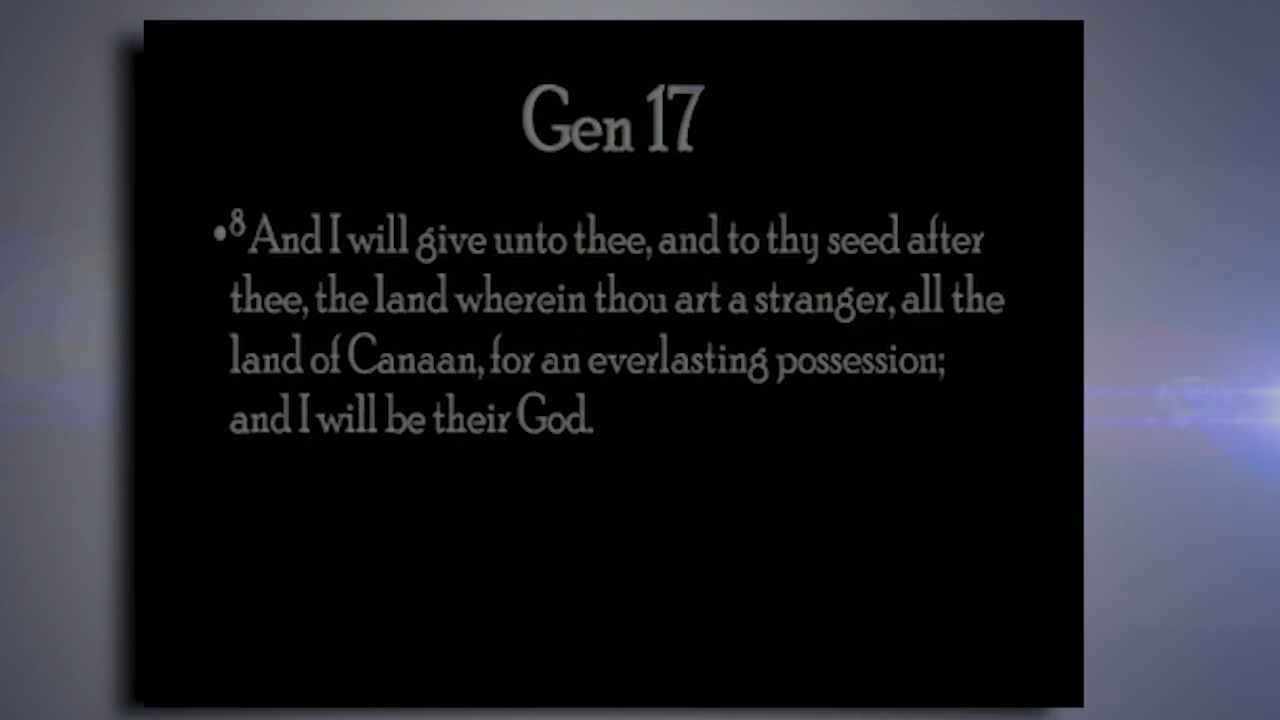 Gen 17
•8 And I will give unto thee, and to thy seed after
thee, the land wherein thou art a stranger, all the
land of Canaan, for an everlasting possession;
and I will be their God.